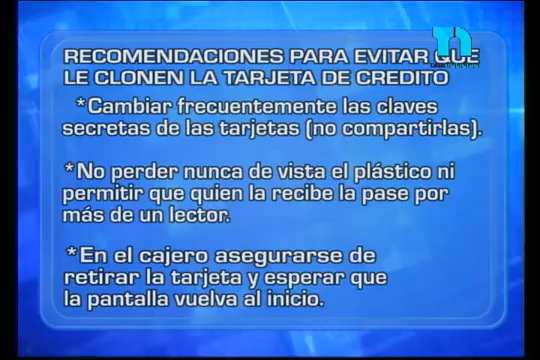 RECOMENDACIONES PARA EVITAR QUE
LE CLONEN LA TARJETA DE CREDITO
*Cambiar frecuentemente las claves
secretas de las tarjetas (no compartirlas).
*No perder nunca de vista el plástico ni
permitir que quien la recibe la pase por
más de un lector.
*En el cajero asegurarse de
retirar la tarjeta y esperar que
la pantalla vuelva al inicio.